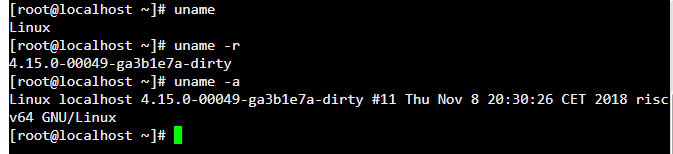 [root@localhost ~]# uname
Linux
[root@localhost ~]# uname -r
4.15.0-00049-ga3b1e7a-dirty
[root@localhost ~]# uname -a
Linux localhost 4.15.0-00049-ga3b1e7a-dirty #11 Thu Nov 8 20:30:26 CET 2018 risc
v64 GNU/Linux
[root@localhost ~]#